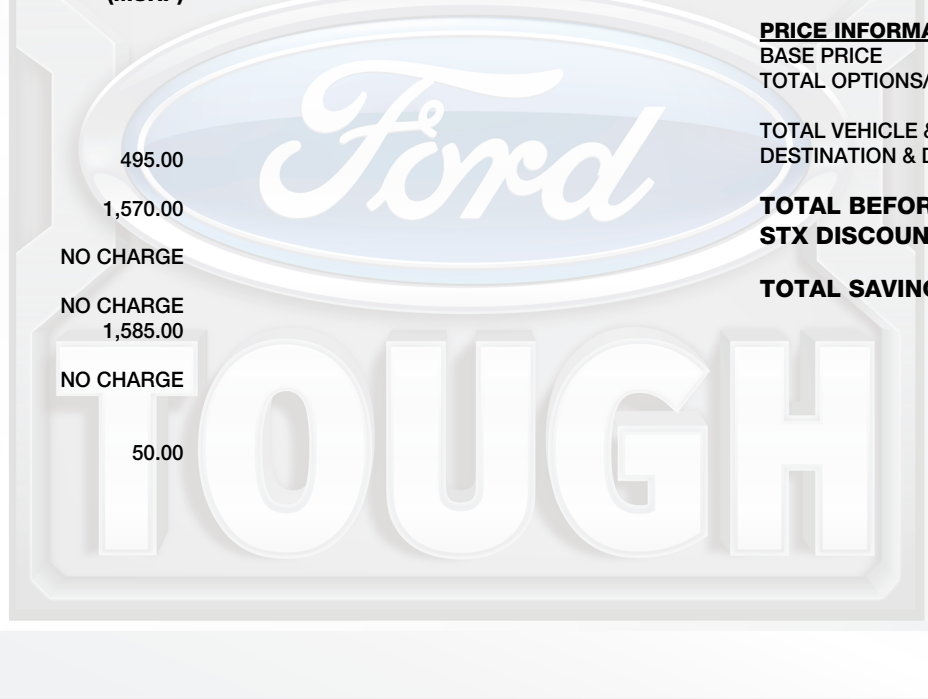 (MSRP)
495.00
1,570.00
NO CHARGE
NO CHARGE
1,585.00
NO CHARGE
50.00
Ford
TOUGH
PRICE INFORMA
BASE PRICE
TOTAL OPTIONS/
TOTAL VEHICLE &
DESTINATION & D
TOTAL BEFOR
STX DISCOUN
TOTAL SAVING